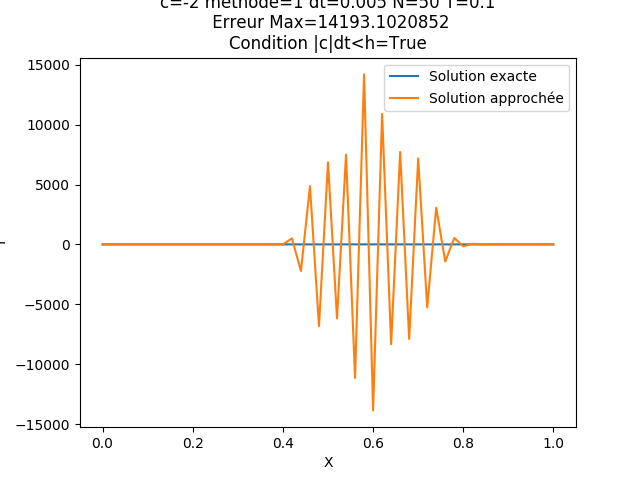 c=-2 methode=1 dt=0.005 N=50 T=0.1
Erreur Max=14193.1020852
Condition |c|dt<h=True
Solution exacte
Solution approchée
15000
10000
5000
0
−5000
−10000
−15000
0.0 0.2 0.4 0.6 0.8 1.0
X